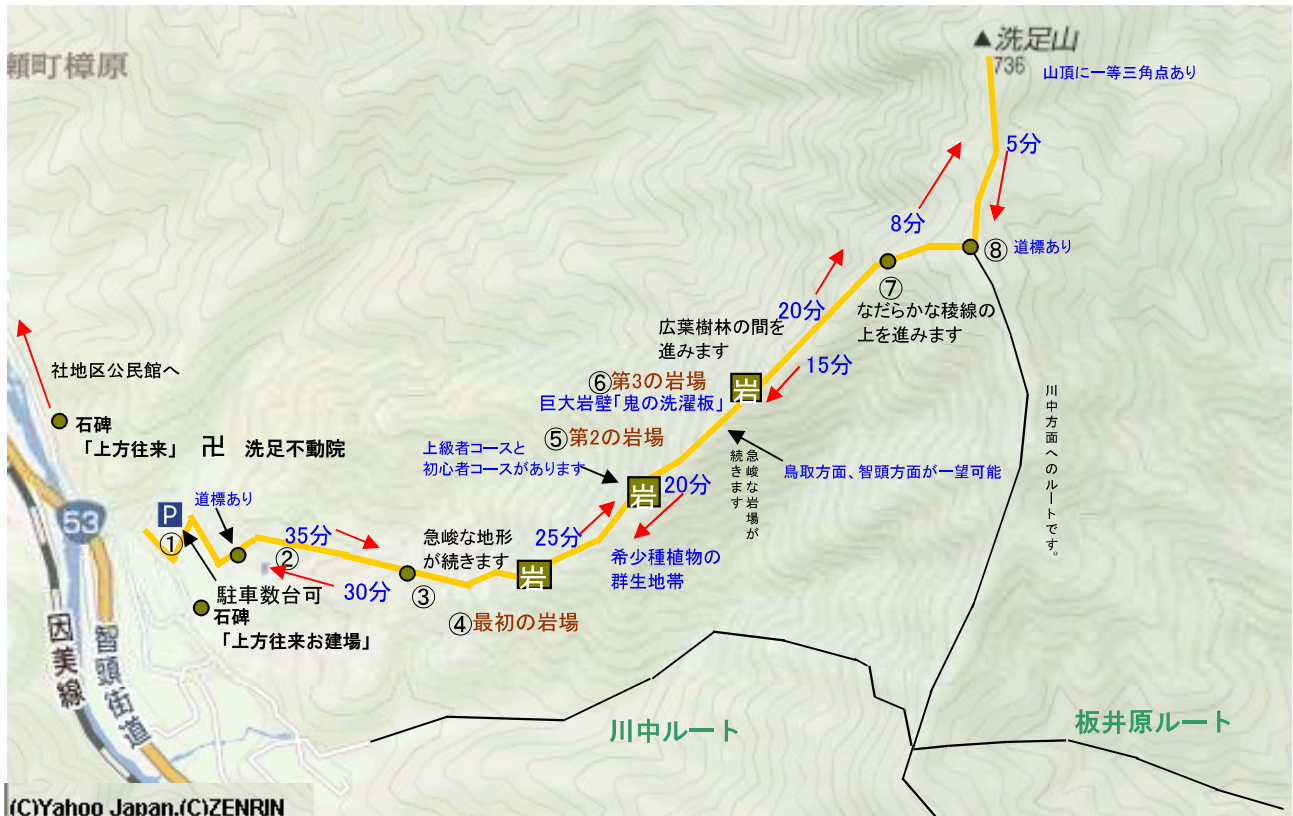 ▲洗足山
736
山頂に一等三角点あり
瀬町樟原
5分
8分
⑧ 道標あり
⑦
なだらかな稜線の
上を進みます
20分
広葉樹林の間を
進みます
15分
社地区公民館へ
⑥第3の岩場
岩
巨大岩壁「鬼の洗濯板」
石碑
「上方往来」
卍 洗足不動院
⑤第2の岩場
上級者コースと
初心者コースがあります
急峻な岩場が
続きます
鳥取方面、智頭方面が一望可能
川中方面へのルートです。
岩
20分
道標あり
P
①
53
35分
②
急峻な地形
が続きます
25分
希少種植物の
群生地帯
岩
30分
③
駐車数台可
石碑
「上方往来お建場」
④最初の岩場
因美線
智頭街道
川中ルート
板井原ルート
(C)Yahoo Japan,(C)ZENRIN